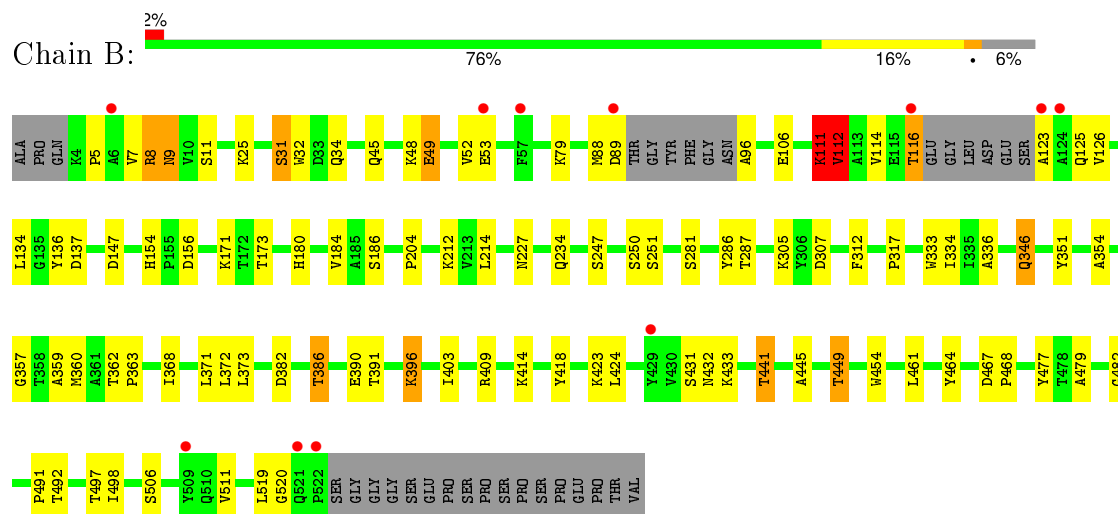 2%
Chain B:
76% 16% • 6%
ALA PRO GLN K4 P5 A6 V7 R8 N9 V10 S11 K25 S31 W32 D33 Q34 Q45 K48 E49 V52 E53 F57 K79 M88 D89 THR GLY TYR PHE GLY ASN A96 E106 K111 V112 A113 V114 E115 T116 GLU GLY LEU ASP GLU SER A123 A124 Q125 V126
L134 G135 Y136 D137 D147 H154 P155 D156 K171 T172 T173 H180 V184 A185 S186 P204 K212 V213 L214 N227 Q234 S247 S250 S251 S281 Y286 T287 K305 Y306 D307 F312 P317 W333 I334 I335 A336 Q346 Y351 A354
G357 T358 A359 M360 A361 T362 P363 I368 L371 L372 L373 D382 T386 E390 T391 K396 I403 R409 K414 Y418 K423 L424 Y429 V430 S431 N432 K433 T441 A445 T449 W454 L461 Y464 D467 P468 Y477 T478 A479
P491 T492 T497 I498 S506 Y509 Q510 V511 L519 G520 Q521 P522 SER GLY GLY GLY SER GLU PRO SER PRO SER PRO SER PRO GLU PRO THR VAL